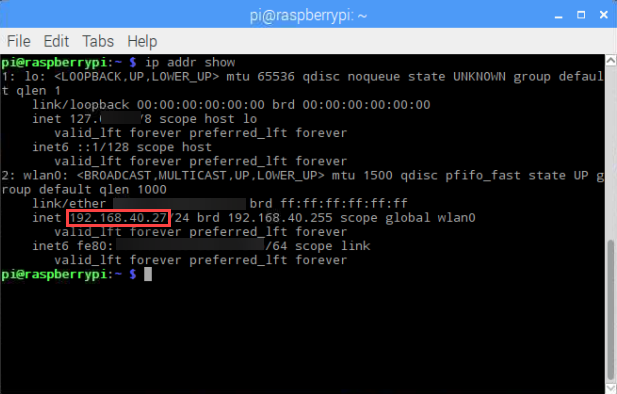 pi@raspberrypi: ~
File Edit Tabs Help
pi@raspberrypi:~ $ ip addr show
1: lo: <LOOPBACK,UP,LOWER_UP> mtu 65536 qdisc noqueue state UNKNOWN group defaul
t qlen 1
link/loopback 00:00:00:00:00:00 brd 00:00:00:00:00:00
inet 127. /8 scope host lo
valid_lft forever preferred_lft forever
inet6 ::1/128 scope host
valid_lft forever preferred_lft forever
2: wlan0: <BROADCAST,MULTICAST,UP,LOWER_UP> mtu 1500 qdisc pfifo_fast state UP g
roup default qlen 1000
link/ether brd ff:ff:ff:ff:ff:ff
inet 192.168.40.27/24 brd 192.168.40.255 scope global wlan0
valid_lft forever preferred_lft forever
inet6 fe80: /64 scope link
valid_lft forever preferred_lft forever
pi@raspberrypi:~ $